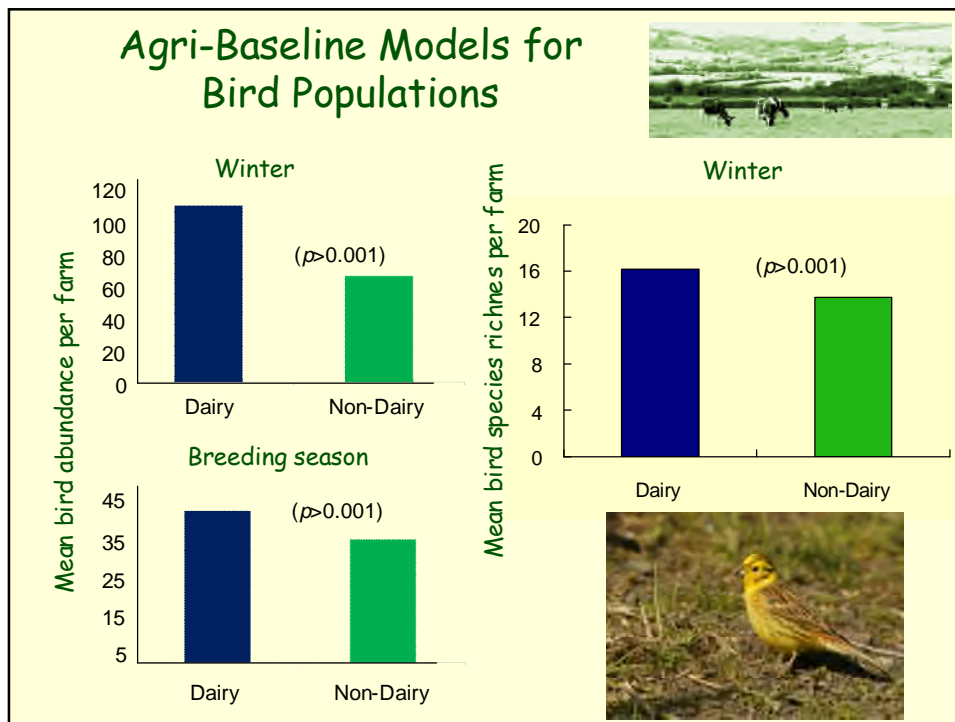 Agri-Baseline Models for
Bird Populations
Winter
Mean bird abundance per farm
120
100
80
60
40
20
0
(p>0.001)
Dairy
Non-Dairy
Breeding season
45
35
25
15
5
(p>0.001)
Dairy
Non-Dairy
Winter
Mean bird species richnes per farm
20
16
12
8
4
0
(p>0.001)
Dairy
Non-Dairy